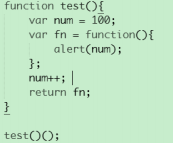 function test(){
    var num = 100;
    var fn = function(){
        alert(num);
    };
    num++;
    return fn;
}
test()();